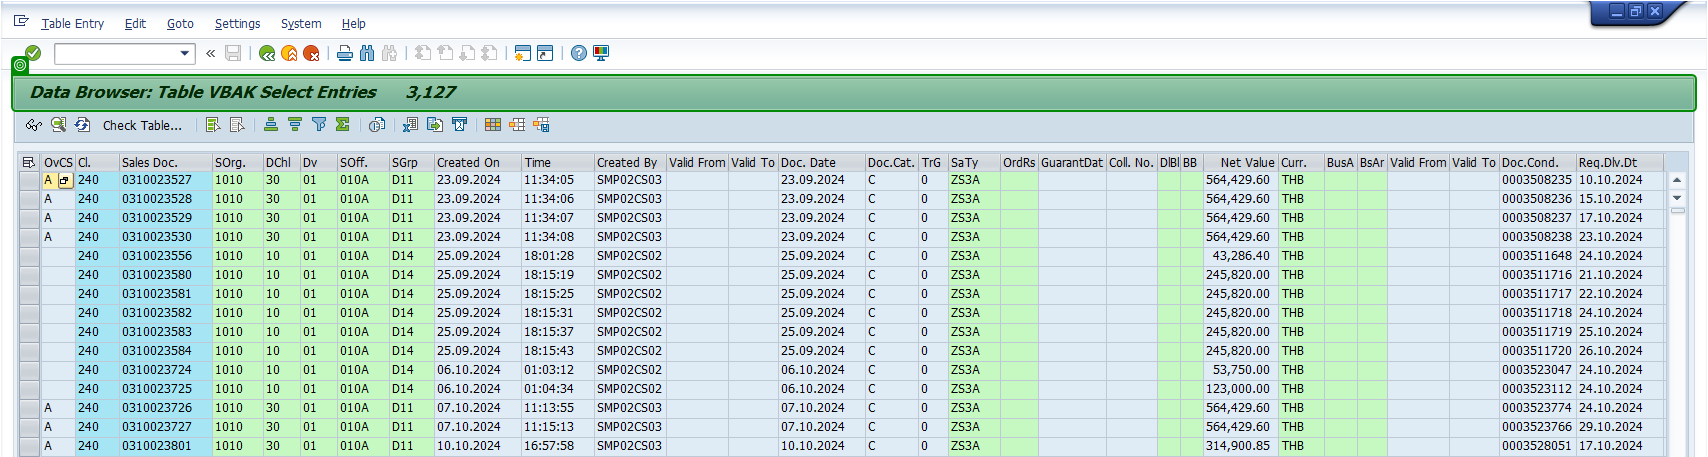 Table Entry Edit Goto Settings System Help
Data Browser: Table VBAK Select Entries 3,127
Check Table...
OvCS Cl. Sales Doc. SOrg. DChl Dv SOff. SGrp Created On Time Created By Valid From Valid To Doc. Date Doc.Cat. TrG SaTy OrdRs GuarantDat Coll. No. DlBl BB Net Value Curr. BusA BsAr Valid From Valid To Doc.Cond. Req.Dlv.Dt
A 240 0310023527 1010 30 01 010A D11 23.09.2024 11:34:05 SMP02CS03 23.09.2024 C 0 ZS3A 564,429.60 THB 0003508235 10.10.2024
A 240 0310023528 1010 30 01 010A D11 23.09.2024 11:34:06 SMP02CS03 23.09.2024 C 0 ZS3A 564,429.60 THB 0003508236 15.10.2024
A 240 0310023529 1010 30 01 010A D11 23.09.2024 11:34:07 SMP02CS03 23.09.2024 C 0 ZS3A 564,429.60 THB 0003508237 17.10.2024
A 240 0310023530 1010 30 01 010A D11 23.09.2024 11:34:08 SMP02CS03 23.09.2024 C 0 ZS3A 564,429.60 THB 0003508238 23.10.2024
240 0310023556 1010 10 01 010A D14 25.09.2024 18:01:28 SMP02CS02 25.09.2024 C 0 ZS3A 43,286.40 THB 0003511648 24.10.2024
240 0310023580 1010 10 01 010A D14 25.09.2024 18:15:19 SMP02CS02 25.09.2024 C 0 ZS3A 245,820.00 THB 0003511716 21.10.2024
240 0310023581 1010 10 01 010A D14 25.09.2024 18:15:25 SMP02CS02 25.09.2024 C 0 ZS3A 245,820.00 THB 0003511717 22.10.2024
240 0310023582 1010 10 01 010A D14 25.09.2024 18:15:31 SMP02CS02 25.09.2024 C 0 ZS3A 245,820.00 THB 0003511718 24.10.2024
240 0310023583 1010 10 01 010A D14 25.09.2024 18:15:37 SMP02CS02 25.09.2024 C 0 ZS3A 245,820.00 THB 0003511719 25.10.2024
240 0310023584 1010 10 01 010A D14 25.09.2024 18:15:43 SMP02CS02 25.09.2024 C 0 ZS3A 245,820.00 THB 0003511720 26.10.2024
240 0310023724 1010 10 01 010A D14 06.10.2024 01:03:12 SMP02CS02 06.10.2024 C 0 ZS3A 53,750.00 THB 0003523047 24.10.2024
240 0310023725 1010 10 01 010A D14 06.10.2024 01:04:34 SMP02CS02 06.10.2024 C 0 ZS3A 123,000.00 THB 0003523112 24.10.2024
A 240 0310023726 1010 30 01 010A D11 07.10.2024 11:13:55 SMP02CS03 07.10.2024 C 0 ZS3A 564,429.60 THB 0003523774 24.10.2024
A 240 0310023727 1010 30 01 010A D11 07.10.2024 11:15:13 SMP02CS03 07.10.2024 C 0 ZS3A 564,429.60 THB 0003523766 29.10.2024
A 240 0310023801 1010 30 01 010A D11 10.10.2024 16:57:58 SMP02CS03 10.10.2024 C 0 ZS3A 314,900.85 THB 0003528051 17.10.2024